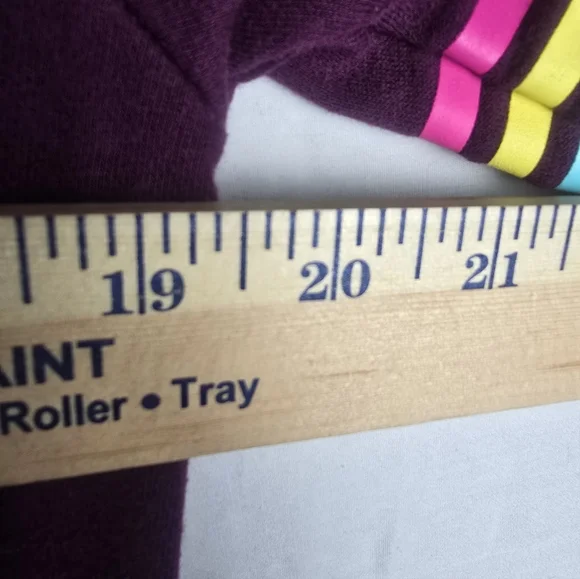 19 20 21
AINT
Roller • Tray